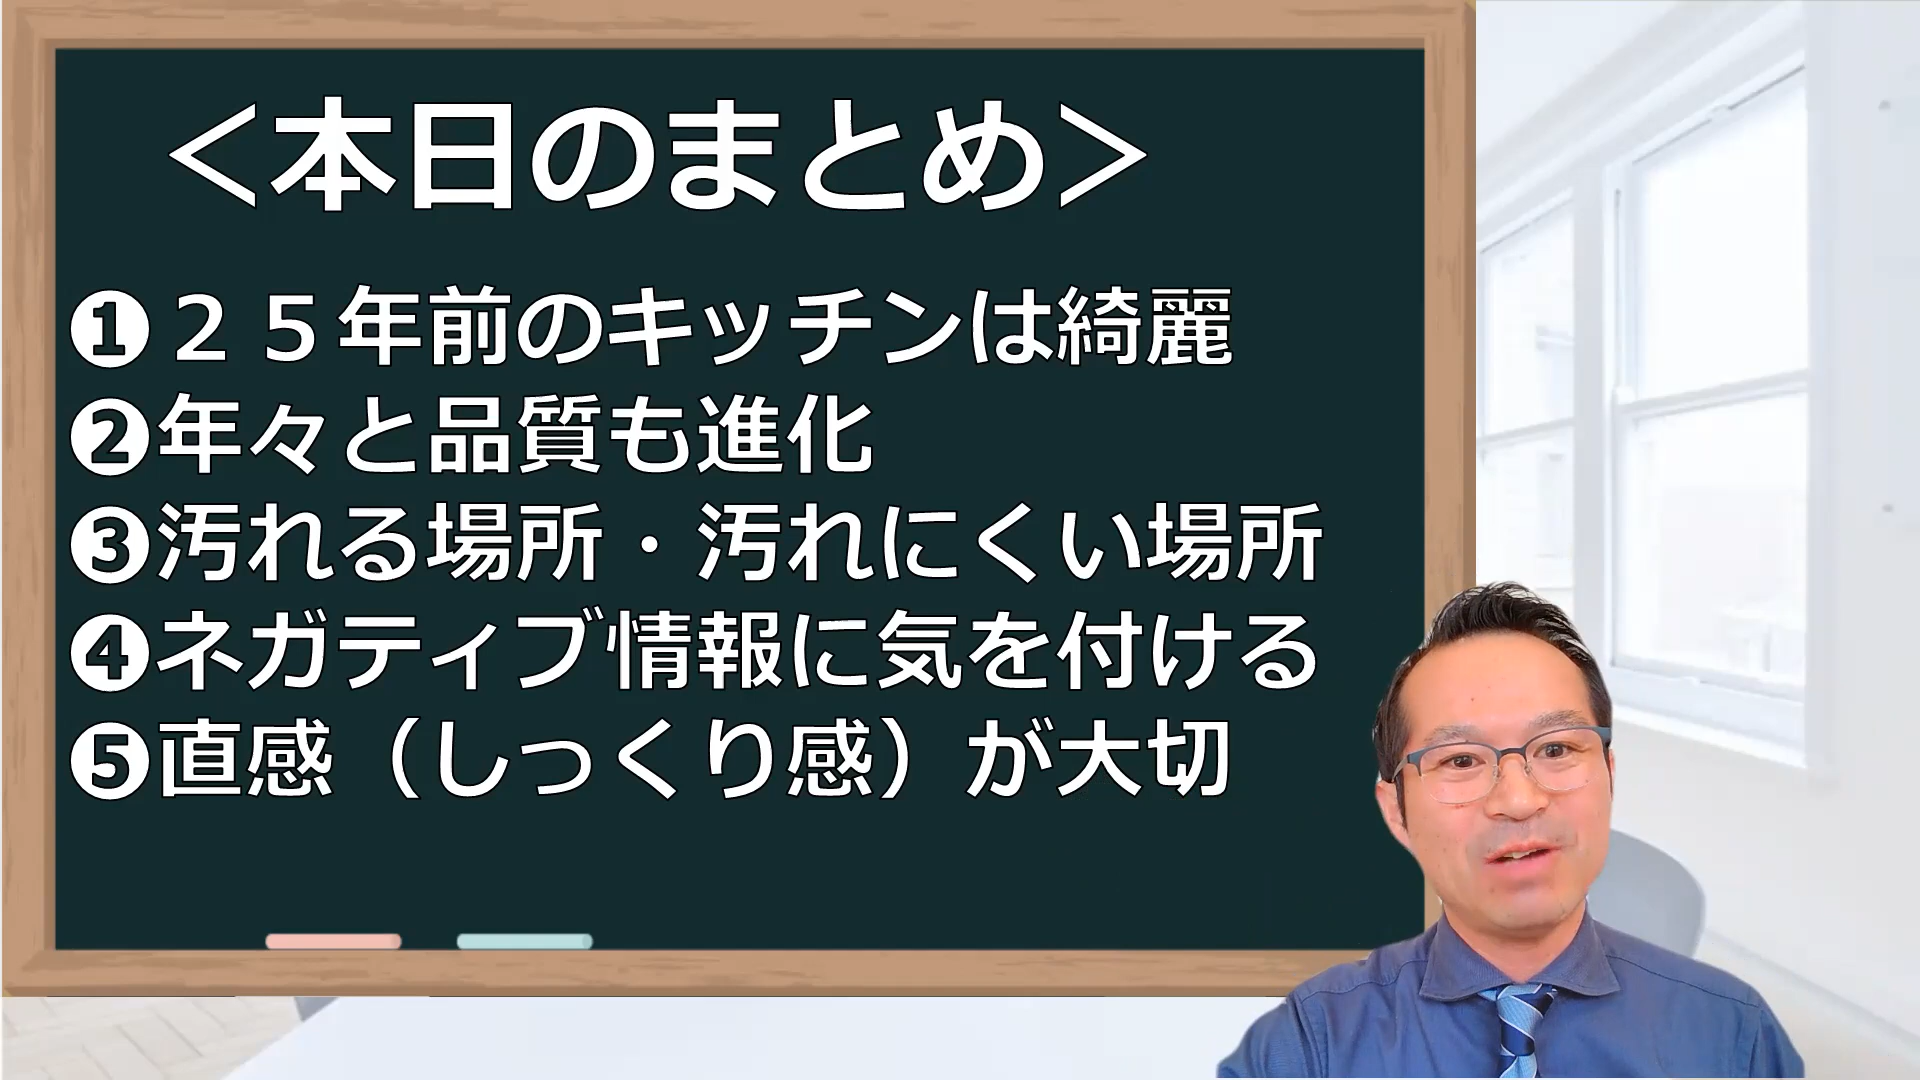 ＜本日のまとめ＞
❶２５年前のキッチンは綺麗
❷年々と品質も進化
❸汚れる場所・汚れにくい場所
❹ネガティブ情報に気を付ける
❺直感（しっくり感）が大切